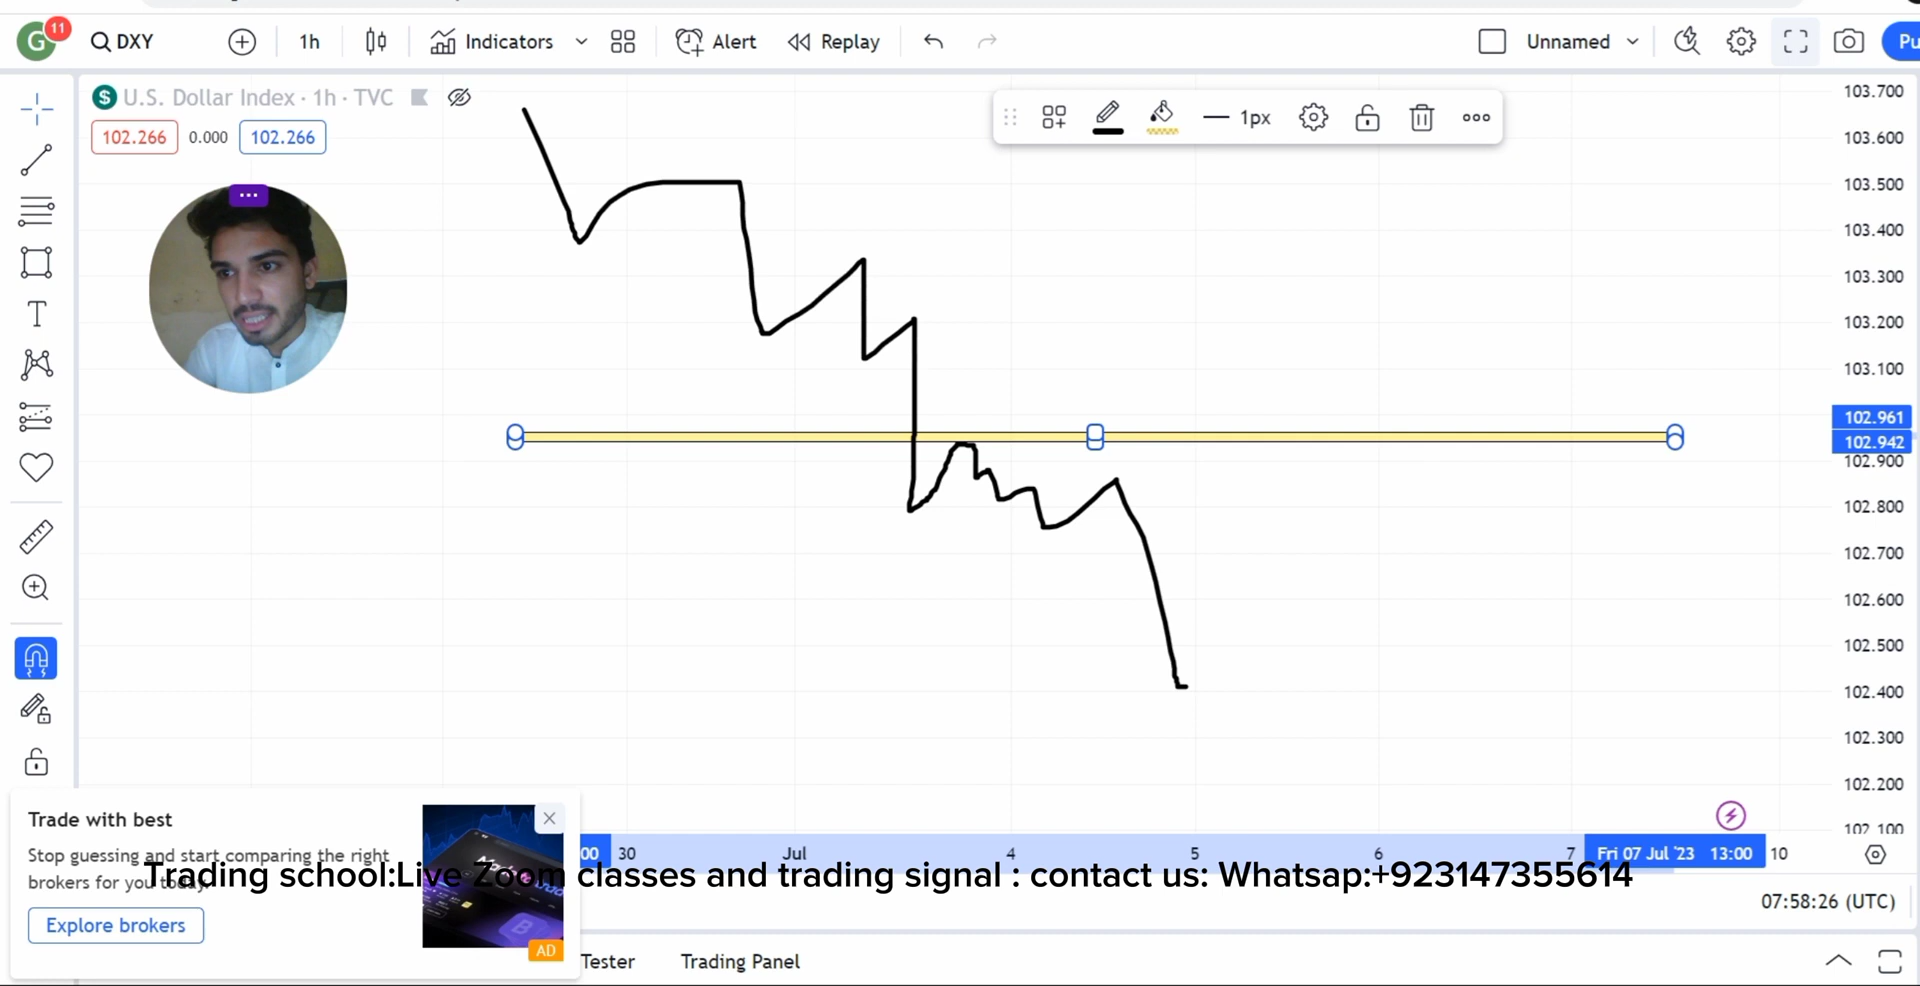 G 11 DXY 1h Indicators Alert Replay Unnamed Pu
U.S. Dollar Index · 1h · TVC
102.266 0.000 102.266
1px
103.700
103.600
103.500
103.400
103.300
103.200
103.100
102.961
102.942
102.900
102.800
102.700
102.600
102.500
102.400
102.300
102.200
102.100
00 30 Jul 4 5 6 7 Fri 07 Jul '23 13:00 10
Trade with best
Stop guessing and start comparing the right
brokers for you today.
Explore brokers
AD
Trading school:Live Zoom classes and trading signal : contact us: Whatsap:+923147355614
07:58:26 (UTC)
Tester Trading Panel